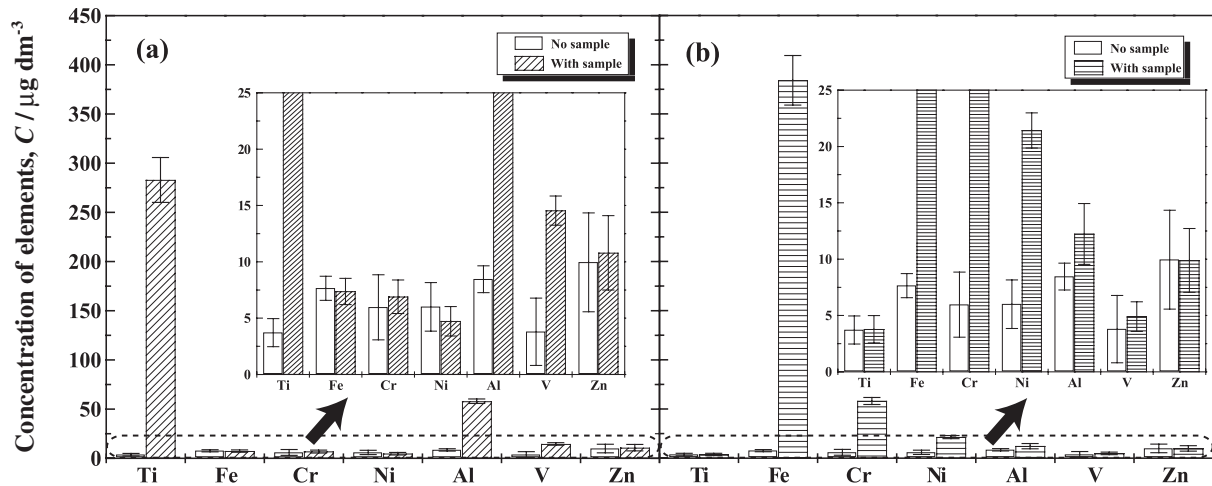 Concentration of elements, C / μg dm⁻³
450
400
350
300
250
200
150
100
50
0
(a)
No sample
With sample
25
20
15
10
5
0
Ti Fe Cr Ni Al V Zn
Ti Fe Cr Ni Al V Zn
(b)
No sample
With sample
25
20
15
10
5
0
Ti Fe Cr Ni Al V Zn
Ti Fe Cr Ni Al V Zn